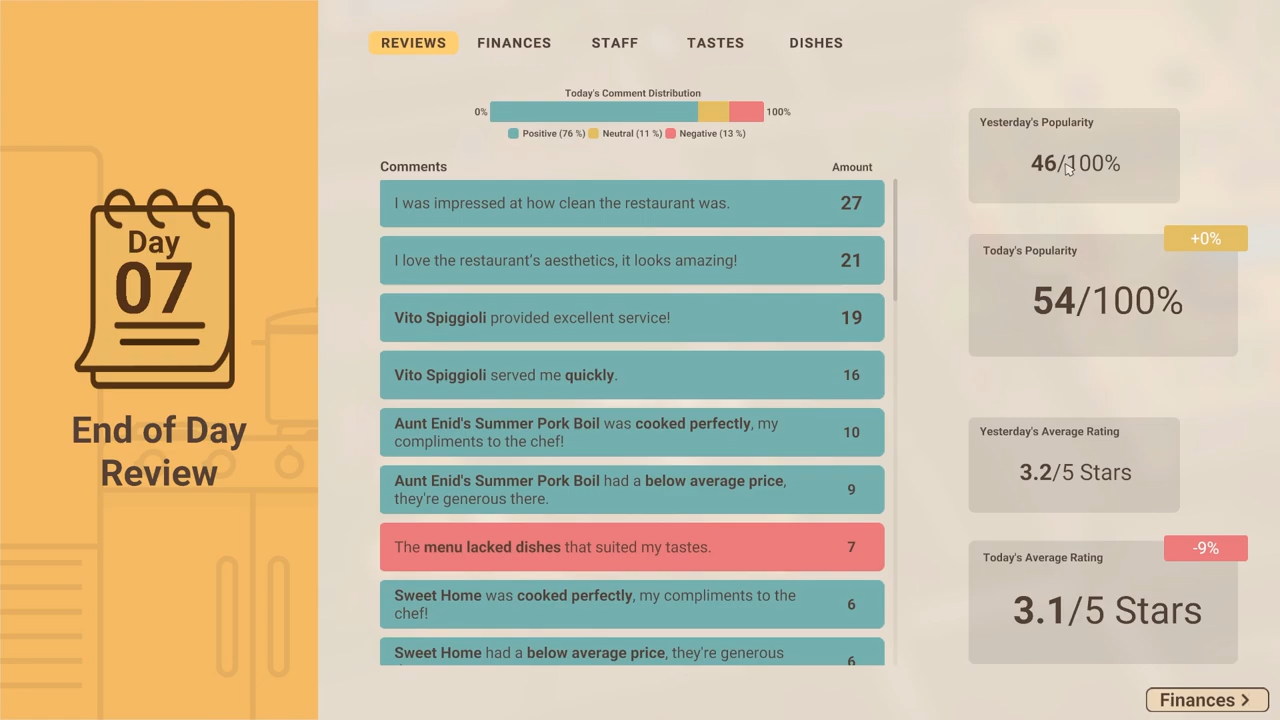 REVIEWS FINANCES STAFF TASTES DISHES
Today's Comment Distribution
0% 100%
Positive (76 %) Neutral (11 %) Negative (13 %)
Comments Amount
I was impressed at how clean the restaurant was. 27
I love the restaurant's aesthetics, it looks amazing! 21
Vito Spiggioli provided excellent service! 19
Vito Spiggioli served me quickly. 16
Aunt Enid's Summer Pork Boil was cooked perfectly, my
compliments to the chef! 10
Aunt Enid's Summer Pork Boil had a below average price,
they're generous there. 9
The menu lacked dishes that suited my tastes. 7
Sweet Home was cooked perfectly, my compliments to the
chef! 6
Sweet Home had a below average price, they're generous
6
Day
07
End of Day
Review
Yesterday's Popularity
46/100%
+0%
Today's Popularity
54/100%
Yesterday's Average Rating
3.2/5 Stars
-9%
Today's Average Rating
3.1/5 Stars
Finances >